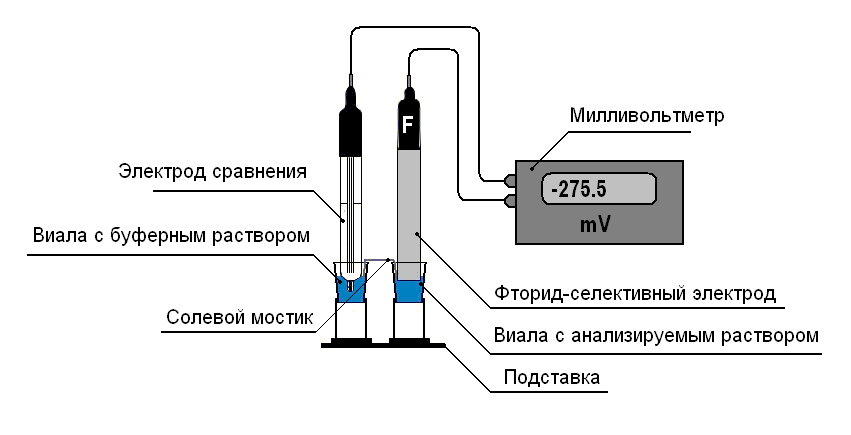 Милливольтметр
F
Электрод сравнения
-275.5
mV
Виала с буферным раствором
Фторид-селективный электрод
Солевой мостик
Виала с анализируемым раствором
Подставка